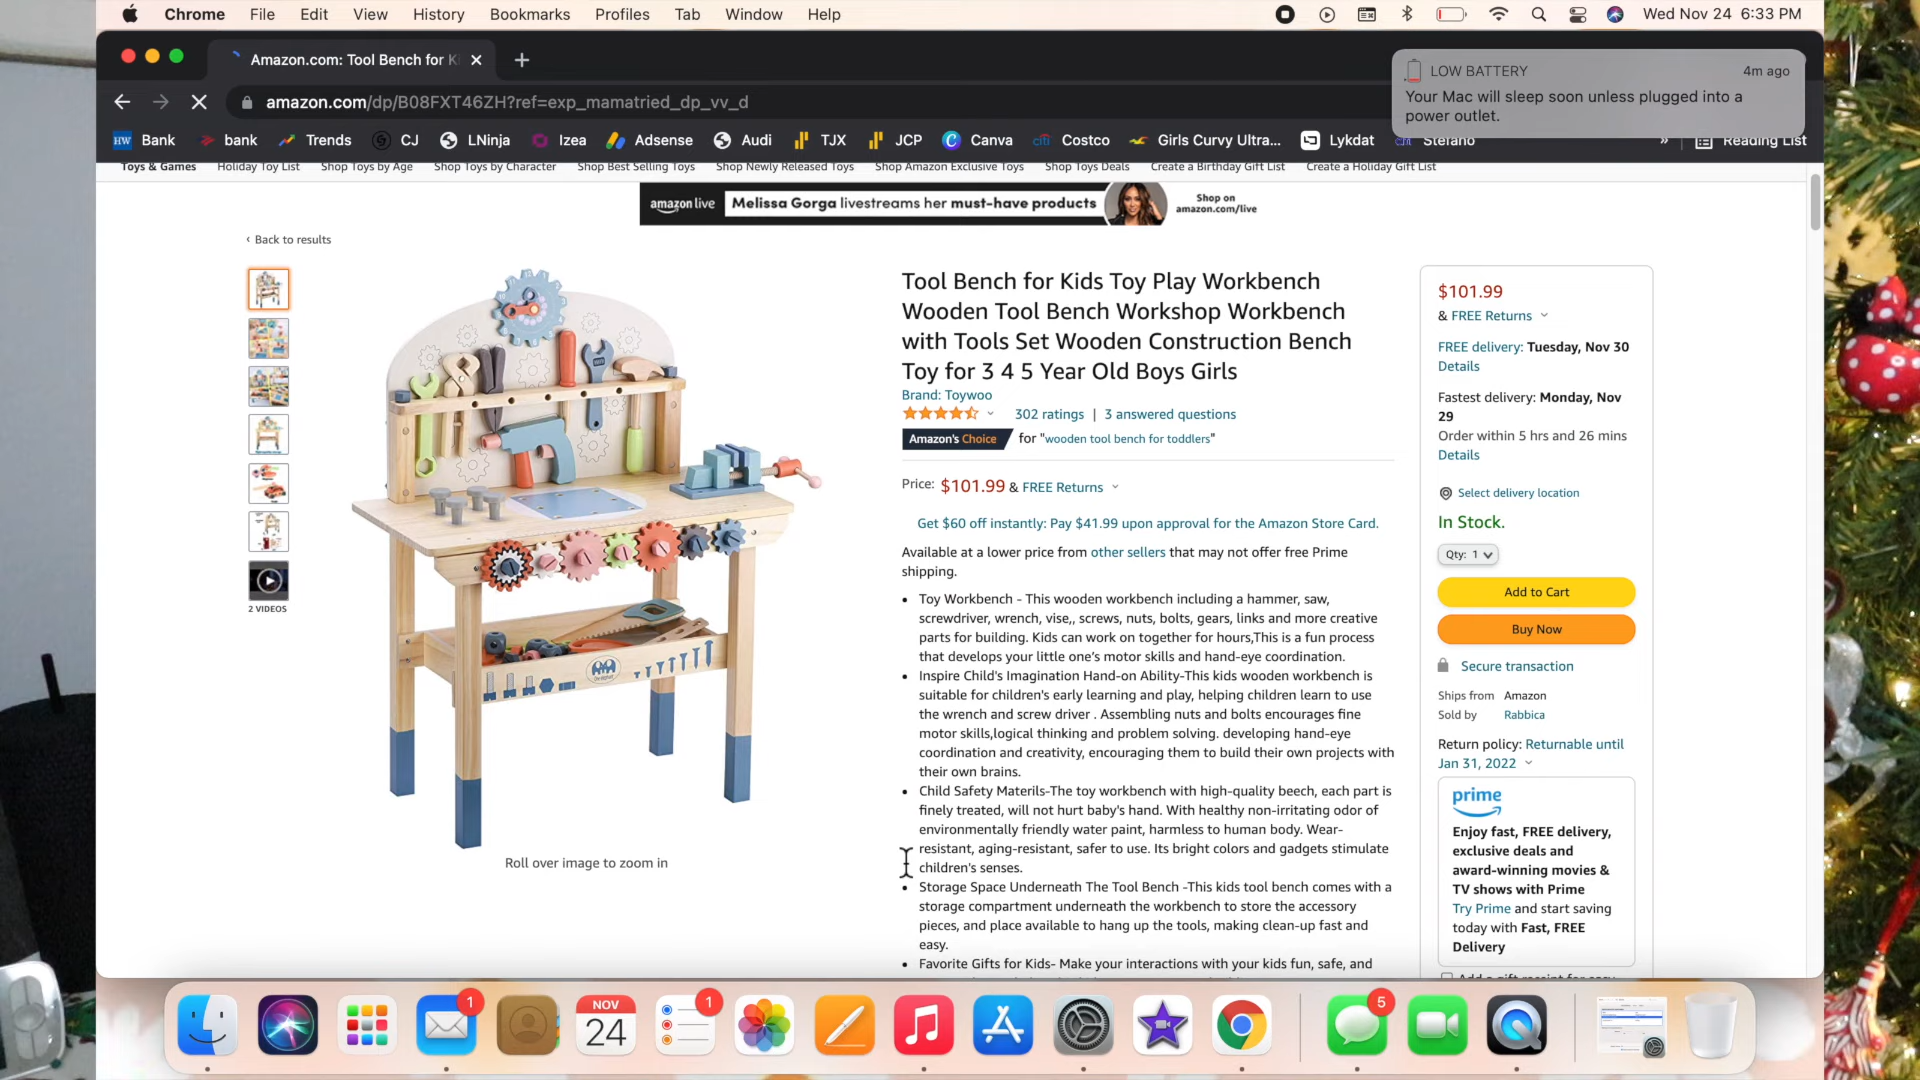 Chrome File Edit View History Bookmarks Profiles Tab Window Help Wed Nov 24 6:33 PM
Amazon.com: Tool Bench for K
LOW BATTERY 4m ago
Your Mac will sleep soon unless plugged into a
power outlet.
amazon.com/dp/B08FXT46ZH?ref=exp_mamatried_dp_vv_d
HW Bank bank Trends CJ LNinja Izea Adsense Audi TJX JCP Canva citi Costco Girls Curvy Ultra... Lykdat citi Stefano » Reading List
Toys & Games Holiday Toy List Shop Toys by Age Shop Toys by Character Shop Best Selling Toys Shop Newly Released Toys Shop Amazon Exclusive Toys Shop Toys Deals Create a Birthday Gift List Create a Holiday Gift List
amazon live Melissa Gorga livestreams her must-have products Shop on
amazon.com/live
‹ Back to results
2 VIDEOS
Roll over image to zoom in
Tool Bench for Kids Toy Play Workbench
Wooden Tool Bench Workshop Workbench
with Tools Set Wooden Construction Bench
Toy for 3 4 5 Year Old Boys Girls
Brand: Toywoo
302 ratings | 3 answered questions
Amazon's Choice for "wooden tool bench for toddlers"
Price: $101.99 & FREE Returns
Get $60 off instantly: Pay $41.99 upon approval for the Amazon Store Card.
Available at a lower price from other sellers that may not offer free Prime
shipping.
• Toy Workbench - This wooden workbench including a hammer, saw,
screwdriver, wrench, vise,, screws, nuts, bolts, gears, links and more creative
parts for building. Kids can work on together for hours,This is a fun process
that develops your little one's motor skills and hand-eye coordination.
• Inspire Child's Imagination Hand-on Ability-This kids wooden workbench is
suitable for children's early learning and play, helping children learn to use
the wrench and screw driver . Assembling nuts and bolts encourages fine
motor skills,logical thinking and problem solving. developing hand-eye
coordination and creativity, encouraging them to build their own projects with
their own brains.
• Child Safety Materils-The toy workbench with high-quality beech, each part is
finely treated, will not hurt baby's hand. With healthy non-irritating odor of
environmentally friendly water paint, harmless to human body. Wear-
resistant, aging-resistant, safer to use. Its bright colors and gadgets stimulate
children's senses.
• Storage Space Underneath The Tool Bench -This kids tool bench comes with a
storage compartment underneath the workbench to store the accessory
pieces, and place available to hang up the tools, making clean-up fast and
easy.
• Favorite Gifts for Kids- Make your interactions with your kids fun, safe, and
$101.99
& FREE Returns
FREE delivery: Tuesday, Nov 30
Details
Fastest delivery: Monday, Nov
29
Order within 5 hrs and 26 mins
Details
Select delivery location
In Stock.
Qty: 1
Add to Cart
Buy Now
Secure transaction
Ships from Amazon
Sold by Rabbica
Return policy: Returnable until
Jan 31, 2022
prime
Enjoy fast, FREE delivery,
exclusive deals and
award-winning movies &
TV shows with Prime
Try Prime and start saving
today with Fast, FREE
Delivery
Add a gift receipt for easy
1
NOV
24
1
5